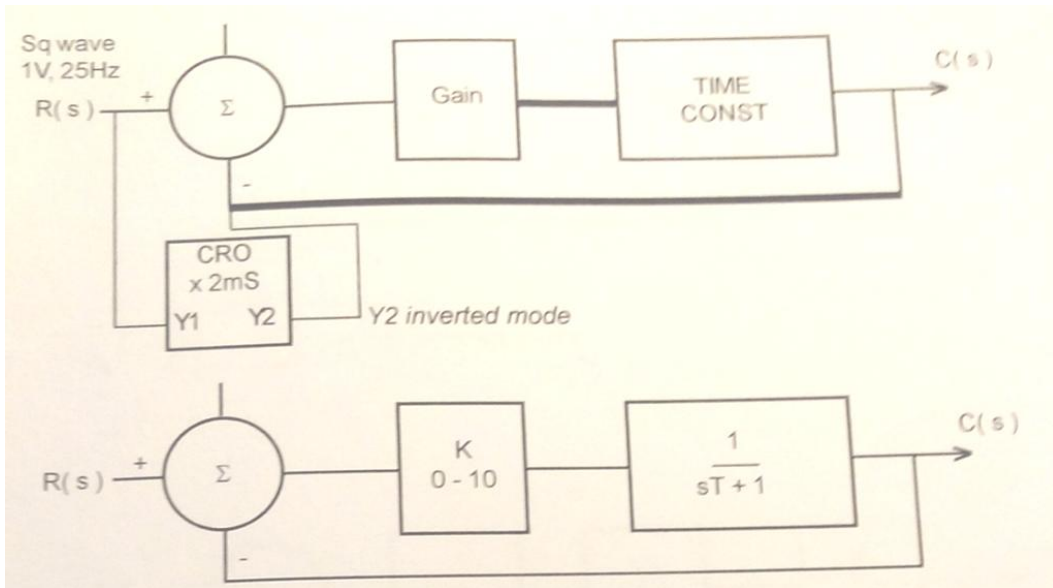 Sq wave
1V, 25Hz
R(s)
+
Σ
-
Gain
TIME
CONST
C(s)
CRO
x 2mS
Y1
Y2
Y2 inverted mode
R(s)
+
Σ
-
K
0 - 10
1
sT + 1
C(s)